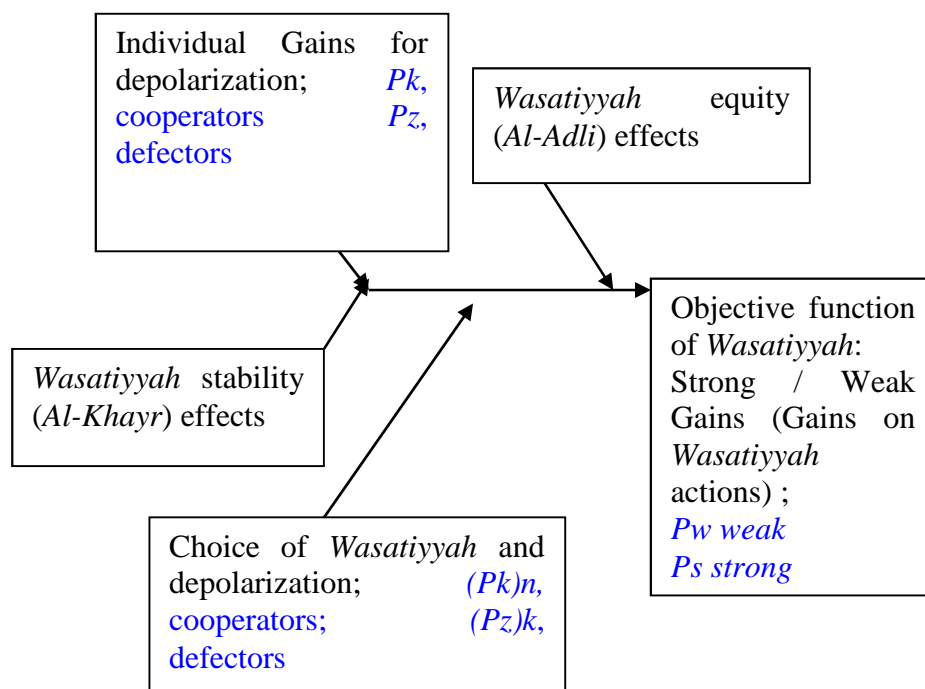 Individual Gains for
depolarization; Pk,
cooperators Pz,
defectors
Wasatiyyah equity
(Al-Adli) effects
Objective function
of Wasatiyyah:
Strong / Weak
Gains (Gains on
Wasatiyyah
actions) ;
Pw weak
Ps strong
Wasatiyyah stability
(Al-Khayr) effects
Choice of Wasatiyyah and
depolarization; (Pk)n,
cooperators; (Pz)k,
defectors